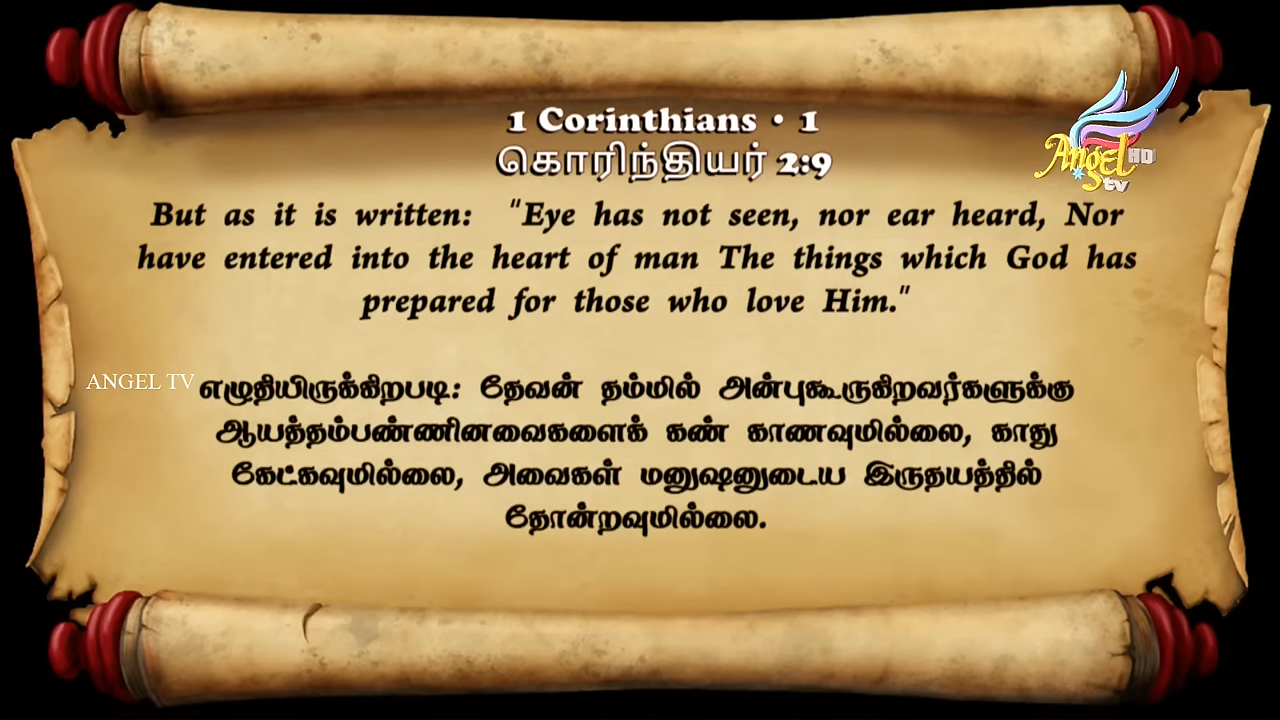 1 Corinthians • 1
கொரிந்தியர் 2:9
Angel HD
tv
But as it is written: "Eye has not seen, nor ear heard, Nor
have entered into the heart of man The things which God has
prepared for those who love Him."
ANGEL TV
எழுதியிருக்கிறபடி: தேவன் தம்மில் அன்புகூருகிறவர்களுக்கு
ஆயத்தம்பண்ணினவைகளைக் கண் காணவுமில்லை, காது
கேட்கவுமில்லை, அவைகள் மனுஷனுடைய இருதயத்தில்
தோன்றவுமில்லை.